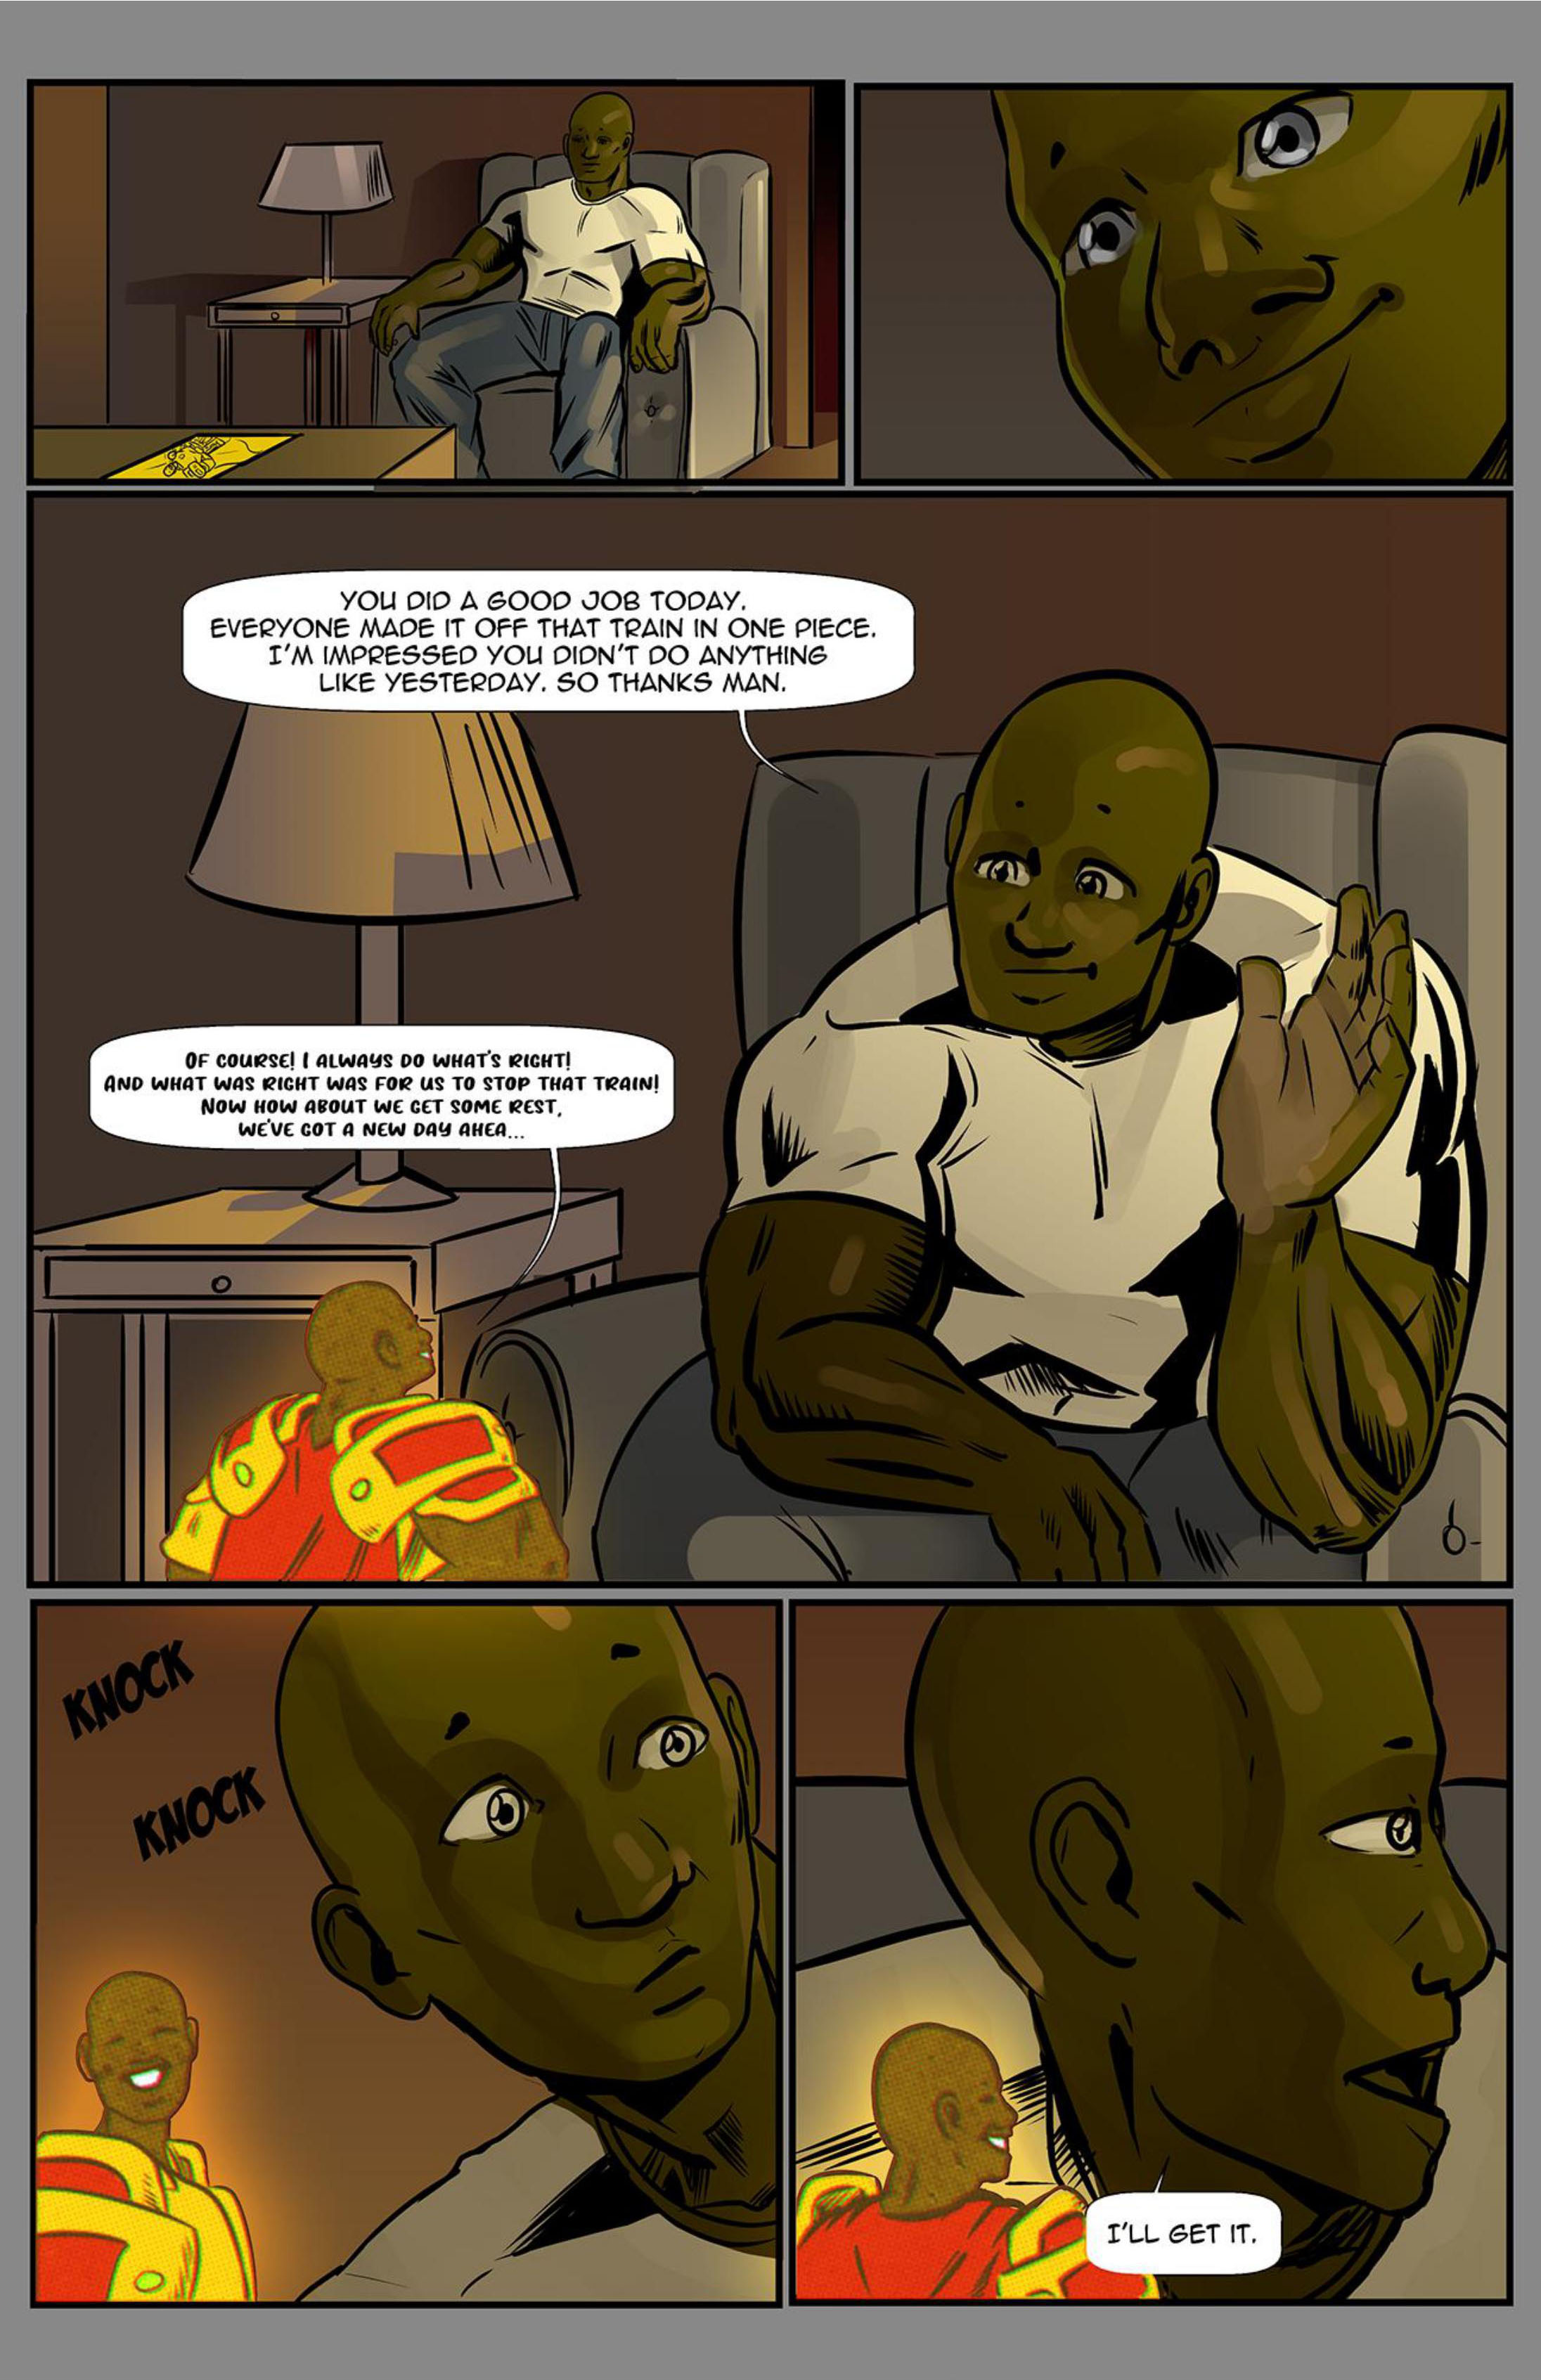 YOU DID A GOOD JOB TODAY.
EVERYONE MADE IT OFF THAT TRAIN IN ONE PIECE.
I'M IMPRESSED YOU DIDN'T DO ANYTHING
LIKE YESTERDAY. SO THANKS MAN.
OF COURSE! I ALWAYS DO WHAT'S RIGHT!
AND WHAT WAS RIGHT WAS FOR US TO STOP THAT TRAIN!
NOW HOW ABOUT WE GET SOME REST,
WE'VE GOT A NEW DAY AHEA...
KNOCK
KNOCK
I'LL GET IT.